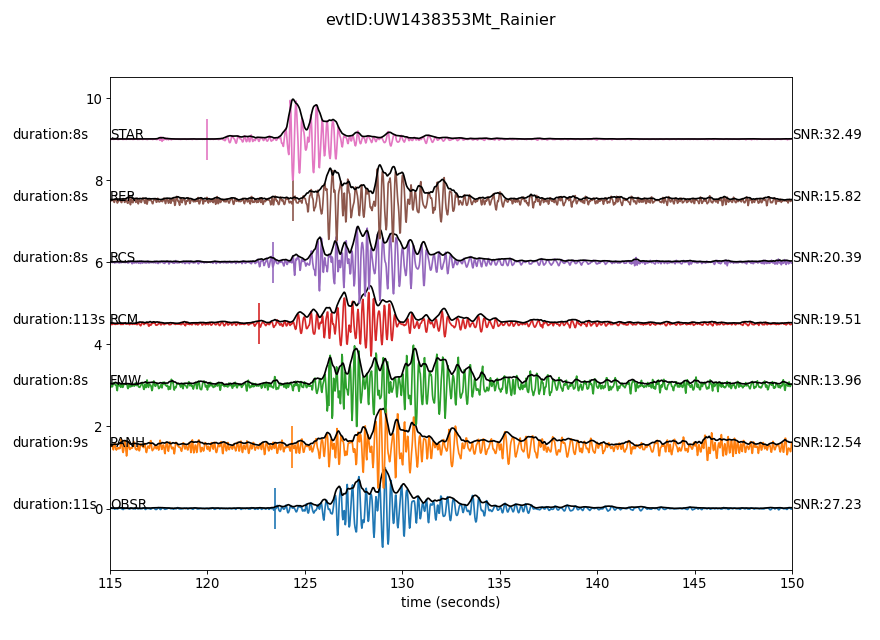 evtID:UW1438353Mt_Rainier
10
duration:8s STAR SNR:32.49
8
duration:8s RER SNR:15.82
duration:8s RCS SNR:20.39
6
duration:113s RCM SNR:19.51
4
duration:8s FMW SNR:13.96
2
duration:9s PANH SNR:12.54
duration:11s OBSR SNR:27.23
0
115 120 125 130 135 140 145 150
time (seconds)